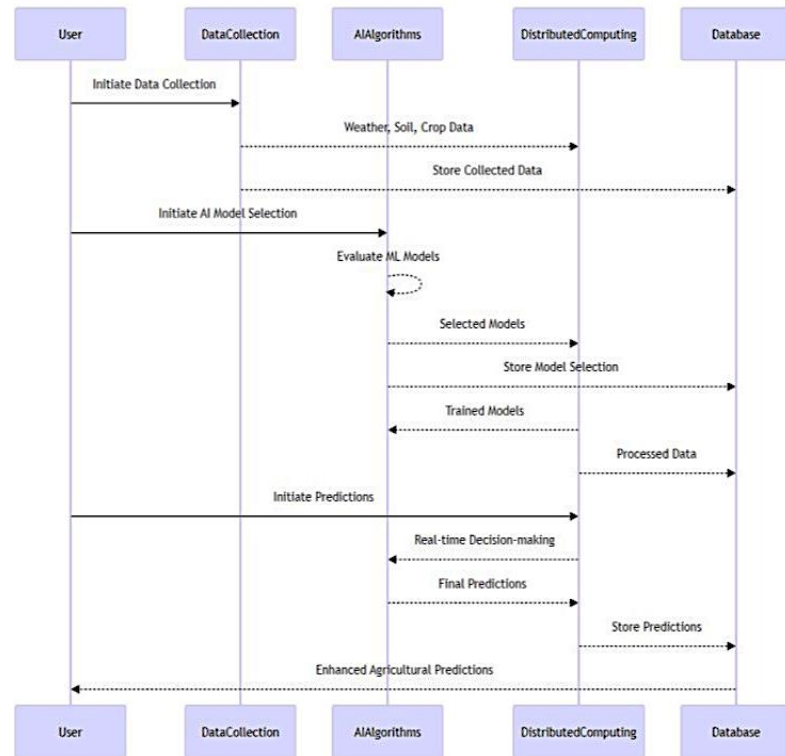 User DataCollection AIAlgorithms DistributedComputing Database
Initiate Data Collection
Weather, Soil, Crop Data
Store Collected Data
Initiate AI Model Selection
Evaluate ML Models
Selected Models
Store Model Selection
Trained Models
Processed Data
Initiate Predictions
Real-time Decision-making
Final Predictions
Store Predictions
Enhanced Agricultural Predictions
User DataCollection AIAlgorithms DistributedComputing Database